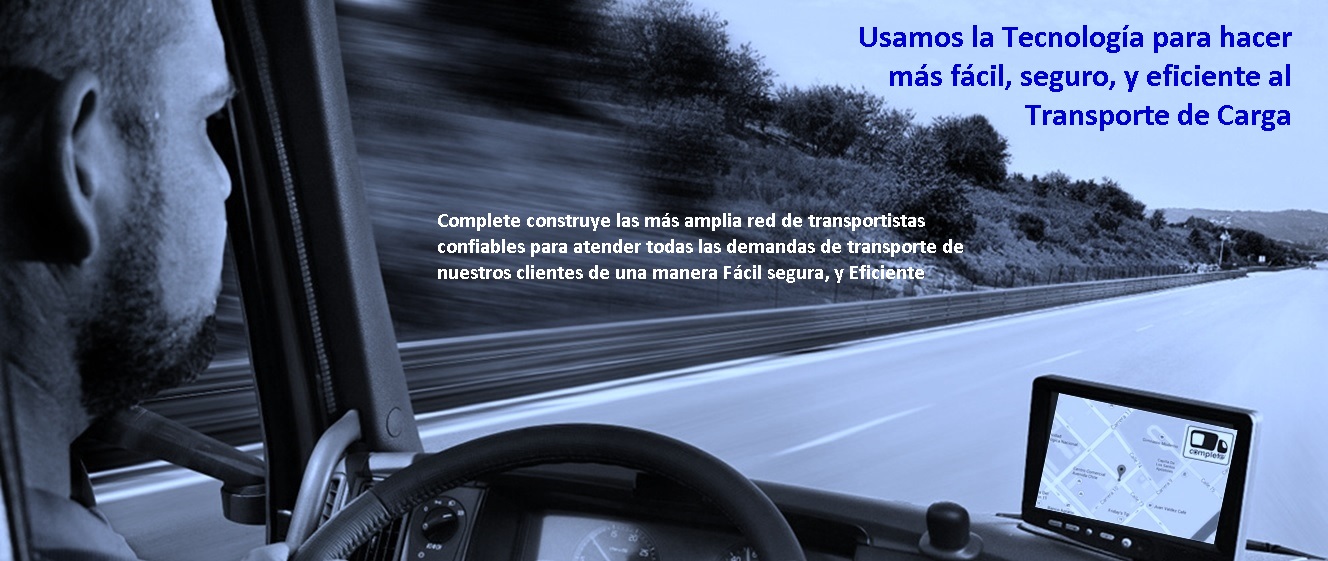 Usamos la Tecnología para hacer
más fácil, seguro, y eficiente al
Transporte de Carga
Complete construye las más amplia red de transportistas
confiables para atender todas las demandas de transporte de
nuestros clientes de una manera Fácil segura, y Eficiente
complete